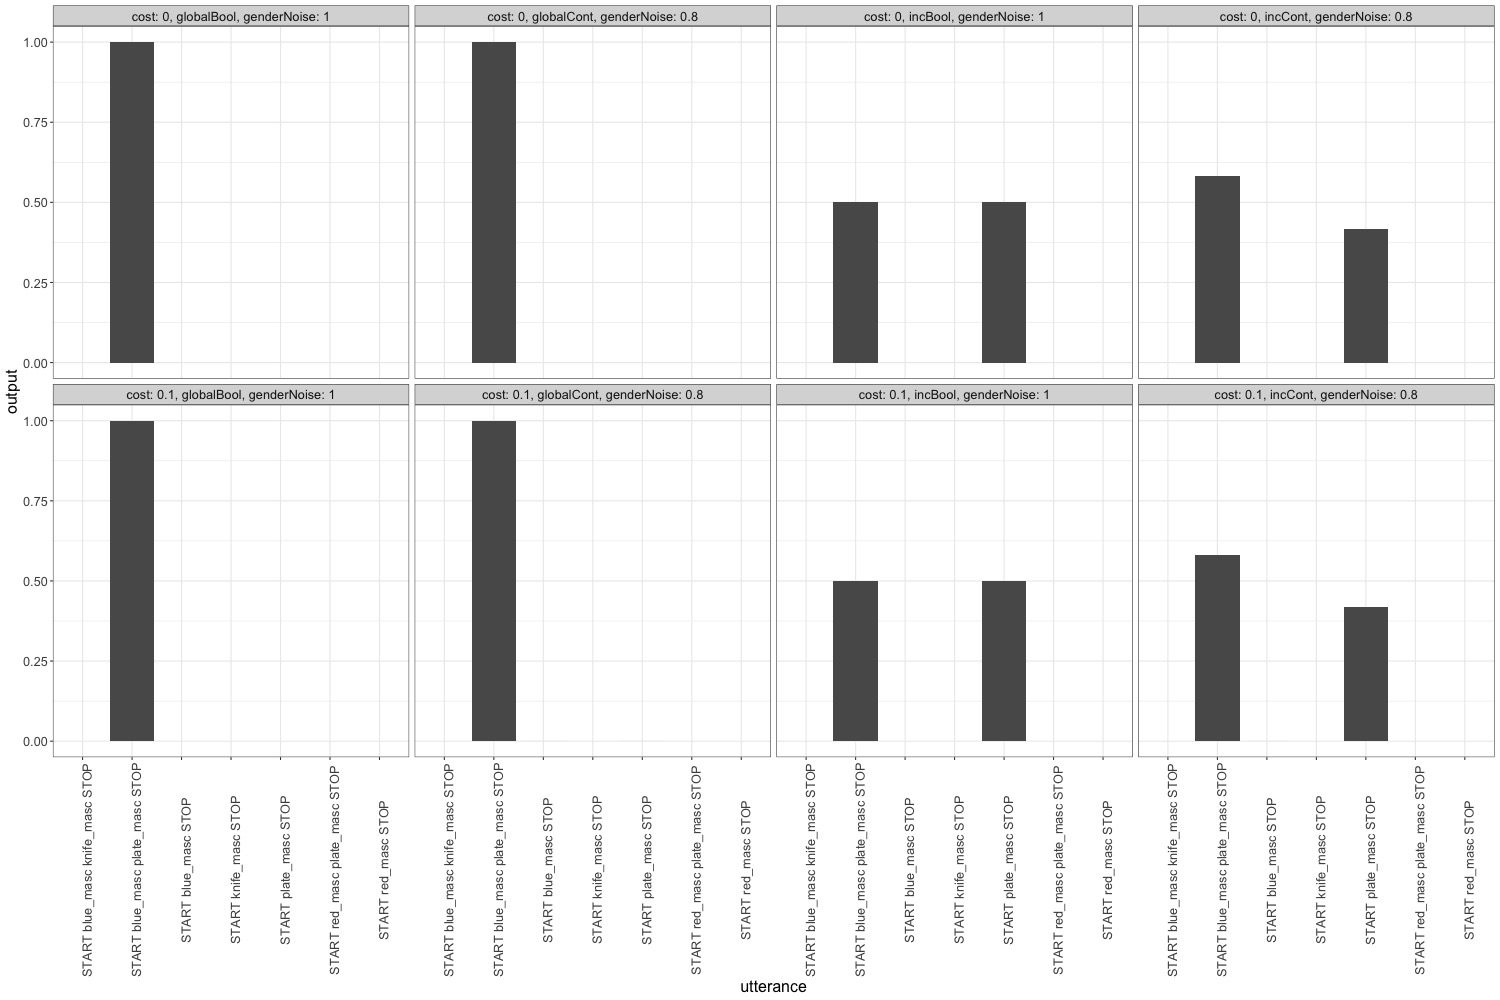 cost: 0, globalBool, genderNoise: 1
cost: 0, globalCont, genderNoise: 0.8
cost: 0, incBool, genderNoise: 1
cost: 0, incCont, genderNoise: 0.8
1.00
0.75
0.50
0.25
0.00
output
cost: 0.1, globalBool, genderNoise: 1
cost: 0.1, globalCont, genderNoise: 0.8
cost: 0.1, incBool, genderNoise: 1
cost: 0.1, incCont, genderNoise: 0.8
1.00
0.75
0.50
0.25
0.00
START blue_masc knife_masc STOP
START blue_masc plate_masc STOP
START blue_masc STOP
START knife_masc STOP
START plate_masc STOP
START red_masc plate_masc STOP
START red_masc STOP
START blue_masc knife_masc STOP
START blue_masc plate_masc STOP
START blue_masc STOP
START knife_masc STOP
START plate_masc STOP
START red_masc plate_masc STOP
START red_masc STOP
START blue_masc knife_masc STOP
START blue_masc plate_masc STOP
START blue_masc STOP
START knife_masc STOP
START plate_masc STOP
START red_masc plate_masc STOP
START red_masc STOP
START blue_masc knife_masc STOP
START blue_masc plate_masc STOP
START blue_masc STOP
START knife_masc STOP
START plate_masc STOP
START red_masc plate_masc STOP
START red_masc STOP
utterance